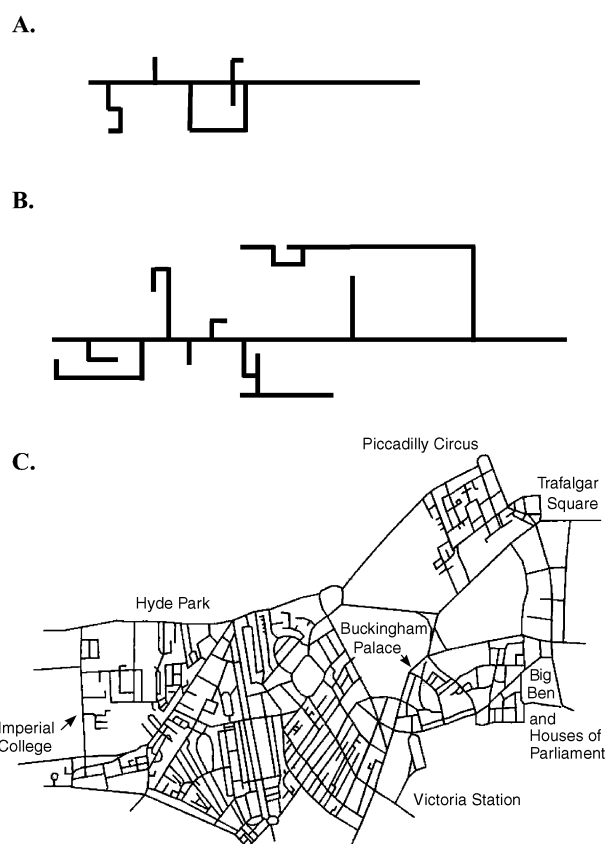 A.
B.
C.
Piccadilly Circus
Trafalgar
Square
Hyde Park
Buckingham
Palace
Big
Ben
and
Houses of
Parliament
Imperial
College
Victoria Station